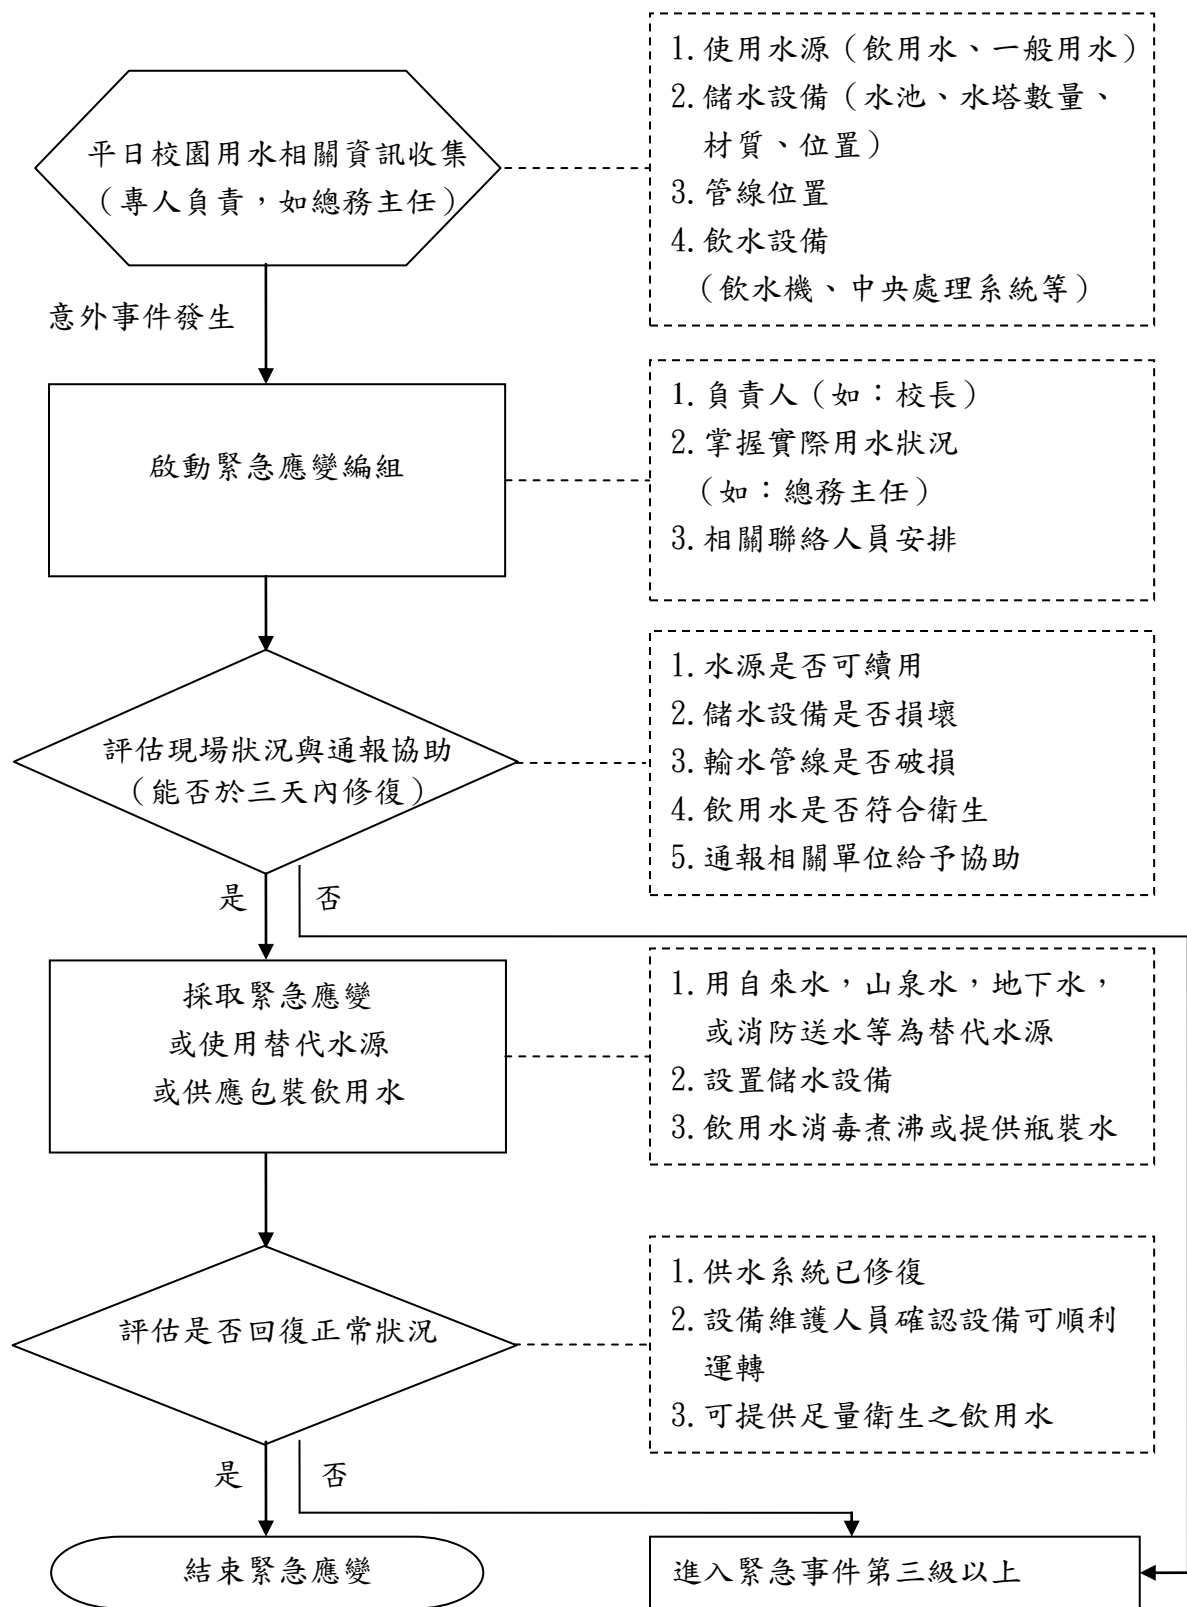 平日校園用水相關資訊收集
（專人負責，如總務主任）
1.使用水源（飲用水、一般用水）
2.儲水設備（水池、水塔數量、
材質、位置）
3.管線位置
4.飲水設備
（飲水機、中央處理系統等）
意外事件發生
啟動緊急應變編組
1.負責人（如：校長）
2.掌握實際用水狀況
（如：總務主任）
3.相關聯絡人員安排
評估現場狀況與通報協助
（能否於三天內修復）
1.水源是否可續用
2.儲水設備是否損壞
3.輸水管線是否破損
4.飲用水是否符合衛生
5.通報相關單位給予協助
是
否
採取緊急應變
或使用替代水源
或供應包裝飲用水
1.用自來水，山泉水，地下水，
或消防送水等為替代水源
2.設置儲水設備
3.飲用水消毒煮沸或提供瓶裝水
評估是否回復正常狀況
1.供水系統已修復
2.設備維護人員確認設備可順利
運轉
3.可提供足量衛生之飲用水
是
否
結束緊急應變
進入緊急事件第三級以上